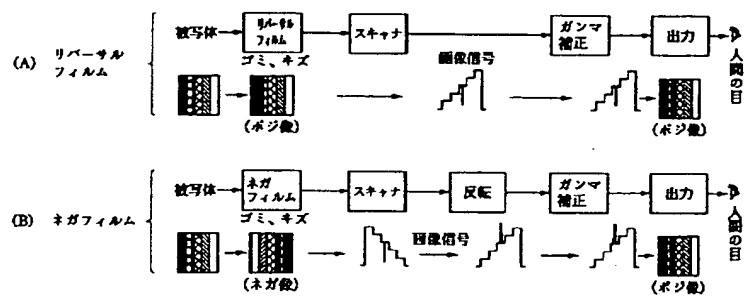 (A) リバーサル
フィルム
被写体
リバーサル
フィルム
スキャナ
ガンマ
補正
出力
人間の目
ゴミ、キズ
画像信号
(ポジ像)
(ポジ像)
(B) ネガフィルム
被写体
ネガ
フィルム
スキャナ
反転
ガンマ
補正
出力
人間の目
ゴミ、キズ
画像信号
(ネガ像)
(ポジ像)